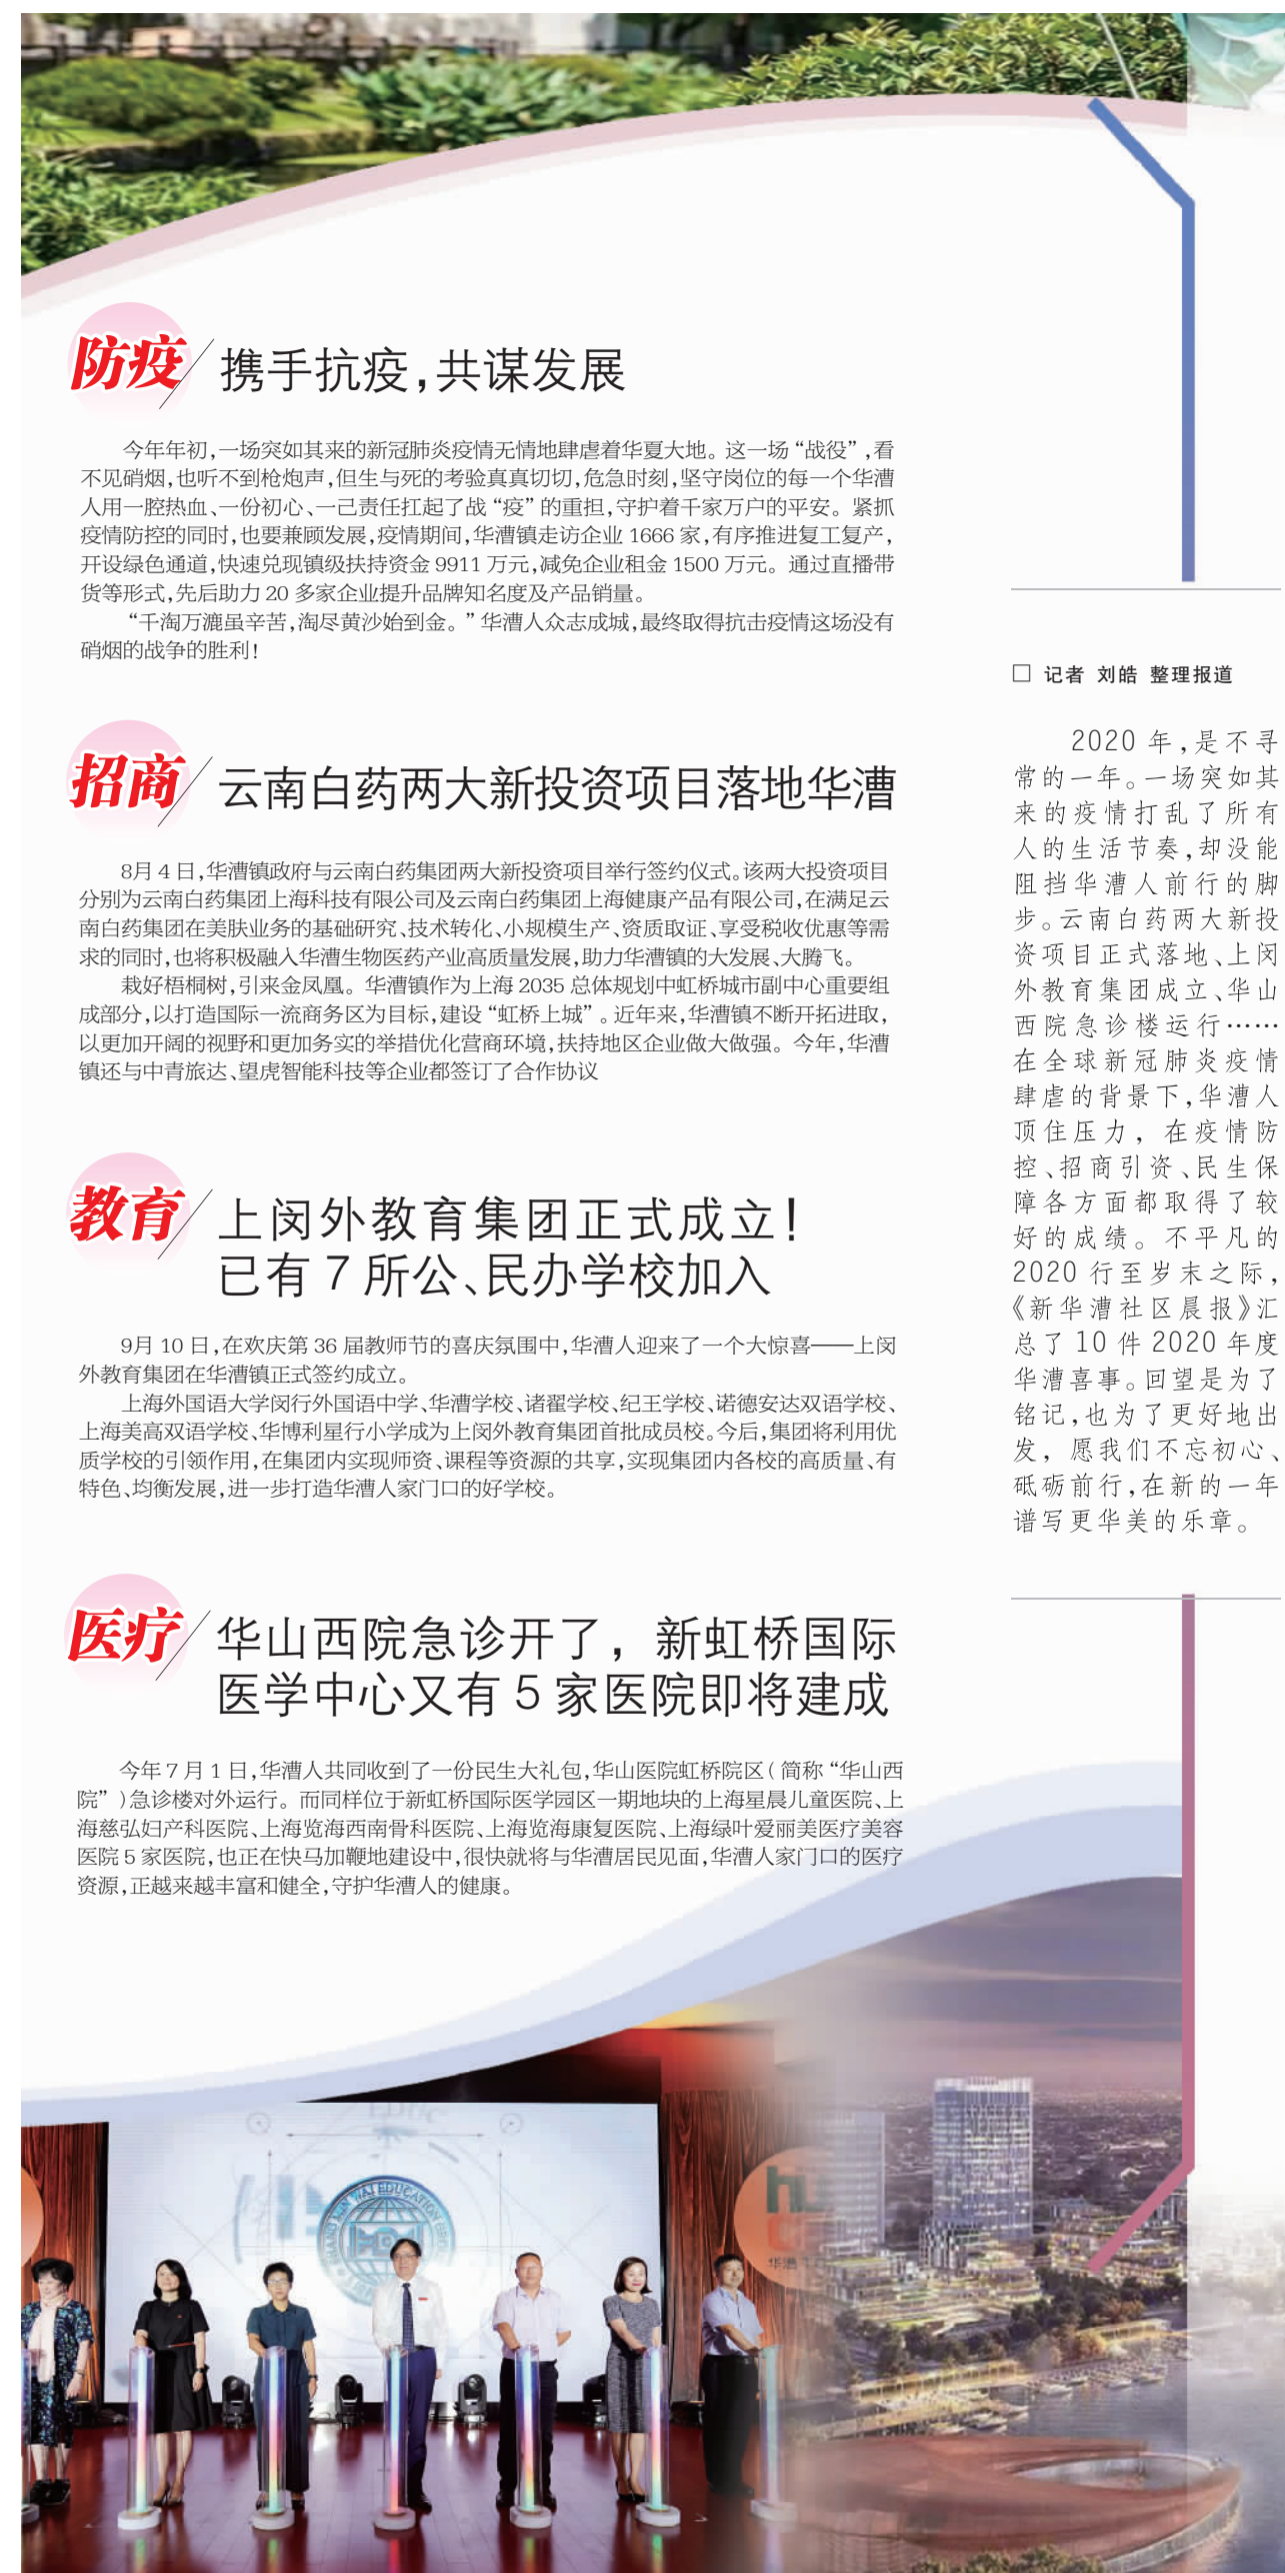 防疫 携手抗疫，共谋发展
今年年初，一场突如其来的新冠肺炎疫情无情地肆虐着华夏大地。这一场“战役”，看
不见硝烟，也听不到枪炮声，但生与死的考验真真切切，危急时刻，坚守岗位的每一个华漕
人用一腔热血、一份初心、一己责任扛起了战“疫”的重担，守护着千家万户的平安。紧抓
疫情防控的同时，也要兼顾发展，疫情期间，华漕镇走访企业 1666 家，有序推进复工复产，
开设绿色通道，快速兑现镇级扶持资金 9911 万元，减免企业租金 1500 万元。通过直播带
货等形式，先后助力 20 多家企业提升品牌知名度及产品销量。
“千淘万漉虽辛苦，淘尽黄沙始到金。”华漕人众志成城，最终取得抗击疫情这场没有
硝烟的战争的胜利！
招商 云南白药两大新投资项目落地华漕
8月 4 日，华漕镇政府与云南白药集团两大新投资项目举行签约仪式。该两大投资项目
分别为云南白药集团上海科技有限公司及云南白药集团上海健康产品有限公司，在满足云
南白药集团在美肤业务的基础研究、技术转化、小规模生产、资质取证、享受税收优惠等需
求的同时，也将积极融入华漕生物医药产业高质量发展，助力华漕镇的大发展、大腾飞。
栽好梧桐树，引来金凤凰。华漕镇作为上海 2035 总体规划中虹桥城市副中心重要组
成部分，以打造国际一流商务区为目标，建设“虹桥上城”。近年来，华漕镇不断开拓进取，
以更加开阔的视野和更加务实的举措优化营商环境，扶持地区企业做大做强。今年，华漕
镇还与中青旅达、望虎智能科技等企业都签订了合作协议
教育 上闵外教育集团正式成立！
已有 7 所公、民办学校加入
9月 10 日，在欢庆第 36 届教师节的喜庆氛围中，华漕人迎来了一个大惊喜——上闵
外教育集团在华漕镇正式签约成立。
上海外国语大学闵行外国语中学、华漕学校、诸翟学校、纪王学校、诺德安达双语学校、
上海美高双语学校、华博利星行小学成为上闵外教育集团首批成员校。今后，集团将利用优
质学校的引领作用，在集团内实现师资、课程等资源的共享，实现集团内各校的高质量、有
特色、均衡发展，进一步打造华漕人家门口的好学校。
医疗 华山西院急诊开了，新虹桥国际
医学中心又有 5 家医院即将建成
今年 7 月 1 日，华漕人共同收到了一份民生大礼包，华山医院虹桥院区（简称“华山西
院”）急诊楼对外运行。而同样位于新虹桥国际医学园区一期地块的上海星晨儿童医院、上
海慈弘妇产科医院、上海览海西南骨科医院、上海览海康复医院、上海绿叶爱丽美医疗美容
医院 5 家医院，也正在快马加鞭地建设中，很快就将与华漕居民见面，华漕人家门口的医疗
资源，正越来越丰富和健全，守护华漕人的健康。
□ 记者 刘皓 整理报道
2020 年，是不寻
常的一年。一场突如其
来的疫情打乱了所有
人的生活节奏，却没能
阻挡华漕人前行的脚
步。云南白药两大新投
资项目正式落地、上闵
外教育集团成立、华山
西院急诊楼运行……
在全球新冠肺炎疫情
肆虐的背景下，华漕人
顶住压力，在疫情防
控、招商引资、民生保
障各方面都取得了较
好的成绩。不平凡的
2020 行至岁末之际，
《新华漕社区晨报》汇
总了 10 件 2020 年度
华漕喜事。回望是为了
铭记，也为了更好地出
发，愿我们不忘初心、
砥砺前行，在新的一年
谱写更华美的乐章。